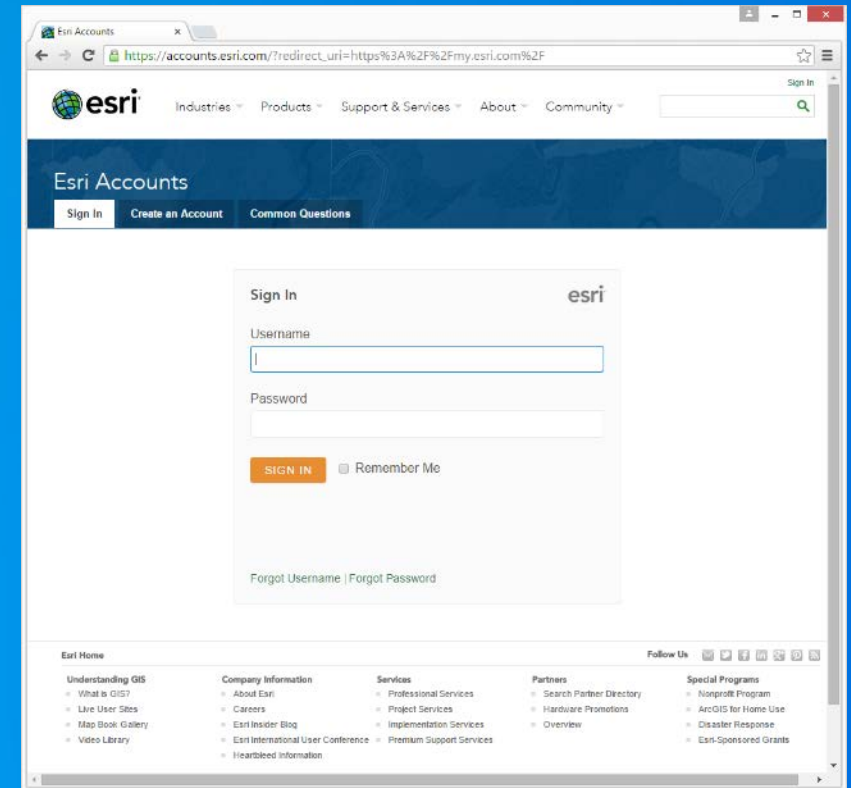 Esri Accounts
https://accounts.esri.com/?redirect_uri=https%3A%2F%2Fmy.esri.com%2F
Sign In
esri Industries Products Support & Services About Community
Esri Accounts
Sign In Create an Account Common Questions
Sign In esri
Username
Password
SIGN IN Remember Me
Forgot Username | Forgot Password
Esri Home Follow Us
Understanding GIS Company Information Services Partners Special Programs
What is GIS? About Esri Professional Services Search Partner Directory Nonprofit Program
Live User Sites Careers Project Services Hardware Promotions ArcGIS for Home Use
Map Book Gallery Esri Insider Blog Implementation Services Overview Disaster Response
Video Library Esri International User Conference Premium Support Services Esri-Sponsored Grants
Heartbleed Information